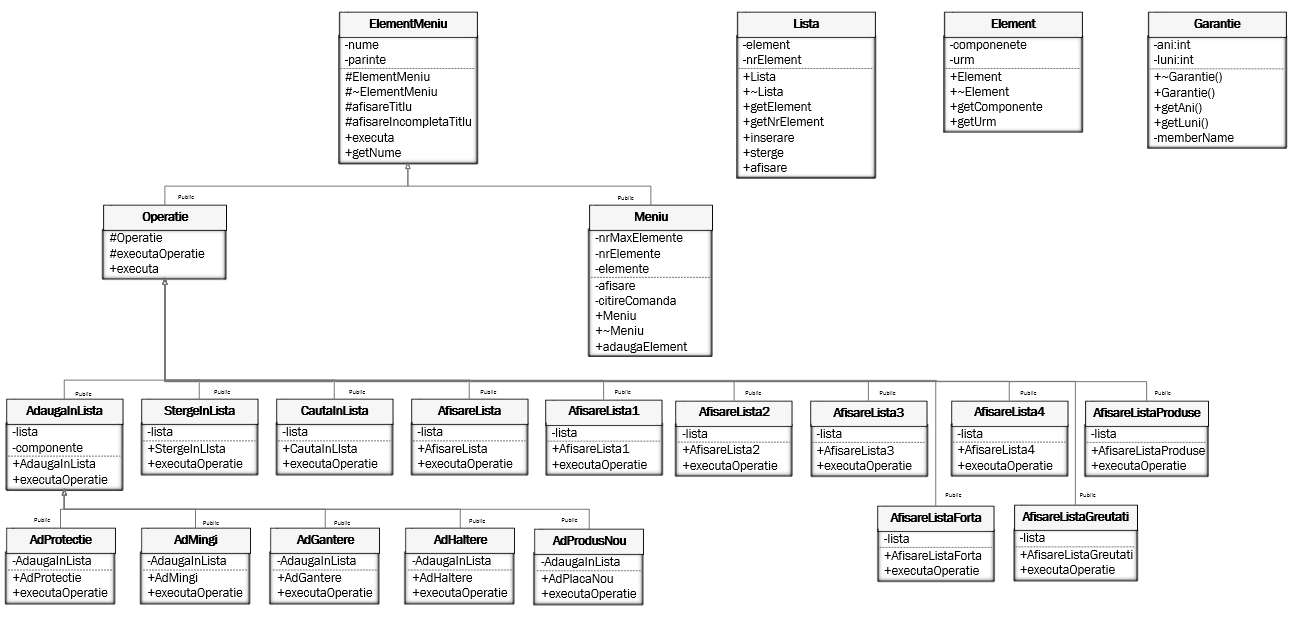 ElementMeniu
-nume
-parinte
#ElementMeniu
#~ElementMeniu
#afisareTitlu
#afisareIncompletaTitlu
+executa
+getNume
Lista
-element
-nrElement
+Lista
+~Lista
+getElement
+getNrElement
+inserare
+sterge
+afisare
Element
-componenete
-urm
+Element
+~Element
+getComponente
+getUrm
Garantie
-ani:int
-luni:int
+~Garantie()
+Garantie()
+getAni()
+getLuni()
-memberName
Public
Public
Operatie
#Operatie
#executaOperatie
+executa
Meniu
-nrMaxElemente
-nrElemente
-elemente
-afisare
-citireComanda
+Meniu
+~Meniu
+adaugaElement
Public
Public
Public
Public
Public
Public
Public
Public
Public
AdaugaInLista
-lista
-componente
+AdaugaInLista
+executaOperatie
StergeInLista
-lista
+StergeInLIsta
+executaOperatie
CautaInLista
-lista
+CautaInLIsta
+executaOperatie
AfisareLista
-lista
+AfisareLista
+executaOperatie
AfisareLista1
-lista
+AfisareLista1
+executaOperatie
AfisareLista2
-lista
+AfisareLista2
+executaOperatie
AfisareLista3
-lista
+AfisareLista3
+executaOperatie
AfisareLista4
-lista
+AfisareLista4
+executaOperatie
AfisareListaProduse
-lista
+AfisareListaProduse
+executaOperatie
Public
Public
AfisareListaForta
-lista
+AfisareListaForta
+executaOperatie
AfisareListaGreutati
-lista
+AfisareListaGreutati
+executaOperatie
Public
Public
Public
Public
Public
AdProtectie
-AdaugaInLista
+AdProtectie
+executaOperatie
AdMingi
-AdaugaInLista
+AdMingi
+executaOperatie
AdGantere
-AdaugaInLista
+AdGantere
+executaOperatie
AdHaltere
-AdaugaInLista
+AdHaltere
+executaOperatie
AdProdusNou
-AdaugaInLista
+AdPlacaNou
+executaOperatie